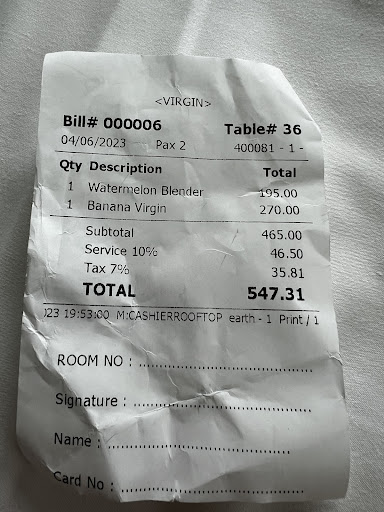 <VIRGIN>
Bill# 000006 Table# 36
04/06/2023 Pax 2 400081 - 1 -
Qty Description Total
1 Watermelon Blender 195.00
1 Banana Virgin 270.00
Subtotal 465.00
Service 10% 46.50
Tax 7% 35.81
TOTAL 547.31
023 19:53:00 M:CASHIERROOFTOP earth - 1 Print / 1
ROOM NO : ........................................
Signature : ........................................
Name : ........................................
Card No : ........................................